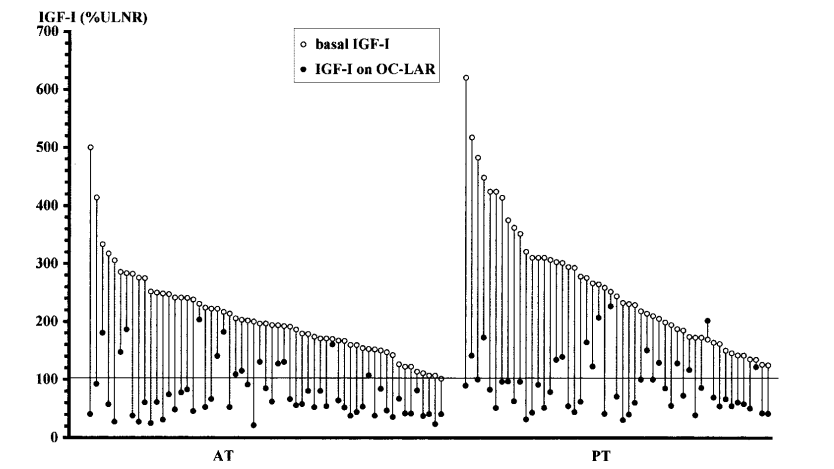 IGF-I (%ULNR)
700
600
500
400
300
200
100
0
basal IGF-I
IGF-I on OC-LAR
AT
PT